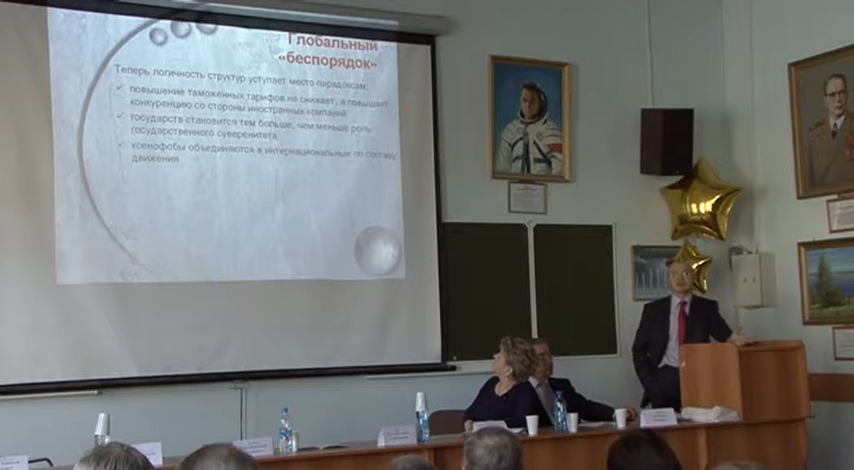 Глобальный
«беспорядок»
Теперь логичность структур уступает место парадоксам:
повышение таможенных тарифов не снижает, а повышает
конкуренцию со стороны иностранных компаний
государств становится тем больше, чем меньше роль
государственного суверенитета
ксенофобы объединяются в интернациональные по составу
движения